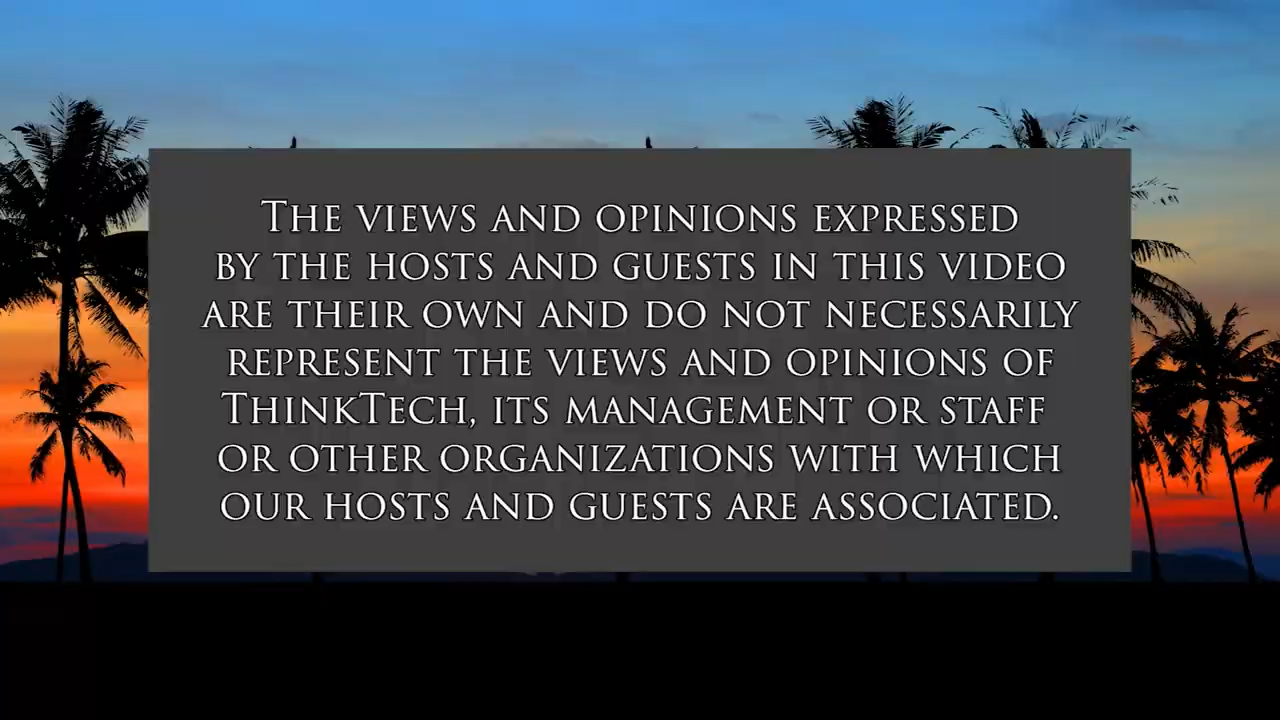 The views and opinions expressed
by the hosts and guests in this video
are their own and do not necessarily
represent the views and opinions of
ThinkTech, its management or staff
or other organizations with which
our hosts and guests are associated.